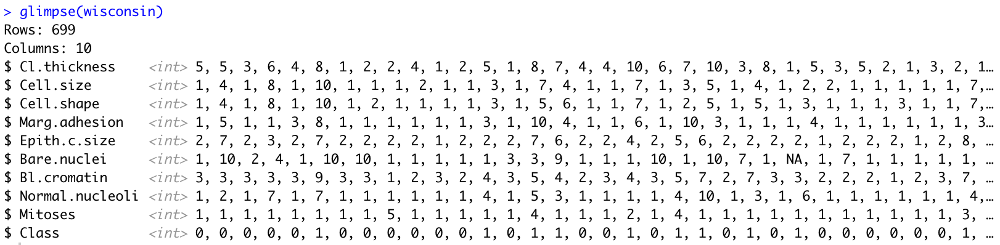 > glimpse(wisconsin)
Rows: 699
Columns: 10
$ Cl.thickness    <int> 5, 5, 3, 6, 4, 8, 1, 2, 2, 4, 1, 2, 5, 1, 8, 7, 4, 4, 10, 6, 7, 10, 3, 8, 1, 5, 3, 5, 2, 1, 3, 2, 1…
$ Cell.size       <int> 1, 4, 1, 8, 1, 10, 1, 1, 1, 2, 1, 1, 3, 1, 7, 4, 1, 1, 7, 1, 3, 5, 1, 4, 1, 2, 2, 1, 1, 1, 1, 1, 7,…
$ Cell.shape      <int> 1, 4, 1, 8, 1, 10, 1, 2, 1, 1, 1, 1, 3, 1, 5, 6, 1, 1, 7, 1, 2, 5, 1, 5, 1, 3, 1, 1, 1, 3, 1, 1, 7,…
$ Marg.adhesion   <int> 1, 5, 1, 1, 3, 8, 1, 1, 1, 1, 1, 1, 3, 1, 10, 4, 1, 1, 6, 1, 10, 3, 1, 1, 1, 4, 1, 1, 1, 1, 1, 1, 3…
$ Epith.c.size    <int> 2, 7, 2, 3, 2, 7, 2, 2, 2, 2, 1, 2, 2, 2, 7, 6, 2, 2, 4, 2, 5, 6, 2, 2, 2, 2, 1, 2, 2, 2, 1, 2, 8, …
$ Bare.nuclei     <int> 1, 10, 2, 4, 1, 10, 10, 1, 1, 1, 1, 1, 3, 3, 9, 1, 1, 1, 10, 1, 10, 7, 1, NA, 1, 7, 1, 1, 1, 1, 1, …
$ Bl.cromatin     <int> 3, 3, 3, 3, 3, 9, 3, 3, 1, 2, 3, 2, 4, 3, 5, 4, 2, 3, 4, 3, 5, 7, 2, 7, 3, 3, 2, 2, 2, 1, 2, 3, 7, …
$ Normal.nucleoli <int> 1, 2, 1, 7, 1, 7, 1, 1, 1, 1, 1, 1, 4, 1, 5, 3, 1, 1, 1, 1, 4, 10, 1, 3, 1, 6, 1, 1, 1, 1, 1, 1, 4,…
$ Mitoses         <int> 1, 1, 1, 1, 1, 1, 1, 1, 5, 1, 1, 1, 1, 1, 4, 1, 1, 1, 2, 1, 4, 1, 1, 1, 1, 1, 1, 1, 1, 1, 1, 1, 3, …
$ Class           <int> 0, 0, 0, 0, 0, 1, 0, 0, 0, 0, 0, 0, 1, 0, 1, 1, 0, 0, 1, 0, 1, 1, 0, 1, 0, 1, 0, 0, 0, 0, 0, 0, 1, …